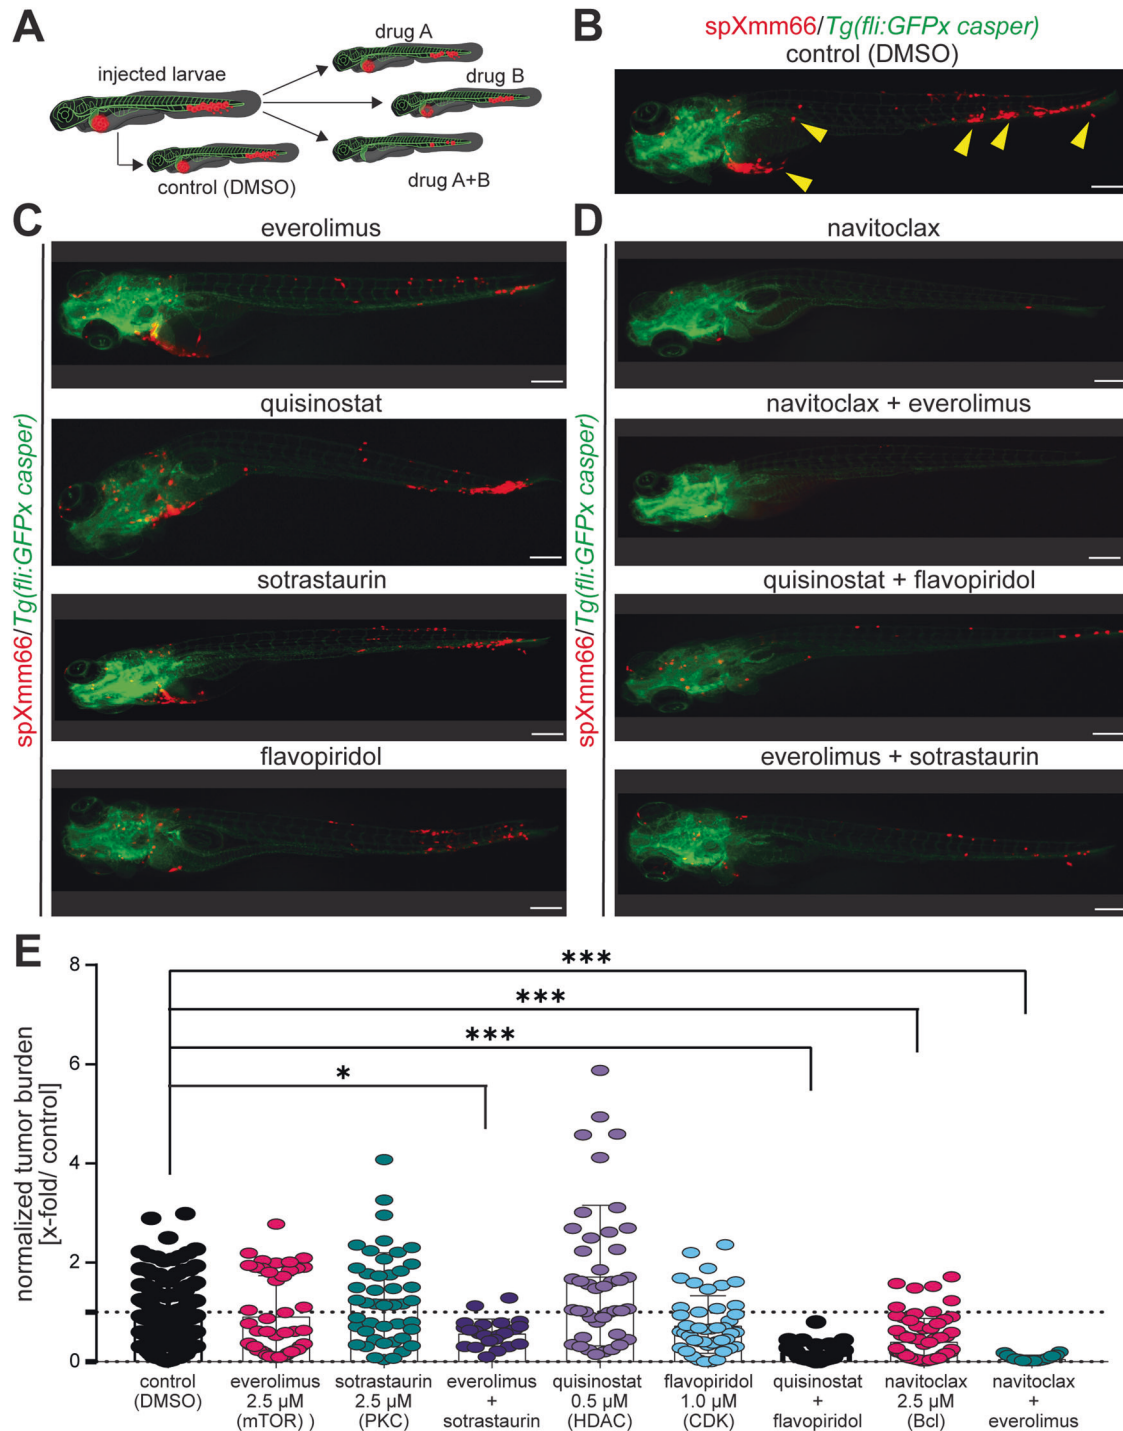 A
injected larvae
drug A
drug B
drug A+B
control (DMSO)
B
spXmm66/Tg(fli:GFPx casper)
control (DMSO)
C
everolimus
quisinostat
sotrastaurin
flavopiridol
spXmm66/Tg(fli:GFPx casper)
D
navitoclax
navitoclax + everolimus
quisinostat + flavopiridol
everolimus + sotrastaurin
spXmm66/Tg(fli:GFPx casper)
E
normalized tumor burden
[x-fold/ control]
8
6
4
2
0
***
***
***
*
control
(DMSO)
everolimus
2.5 µM
(mTOR) )
sotrastaurin
2.5 µM
(PKC)
everolimus
+
sotrastaurin
quisinostat
0.5 µM
(HDAC)
flavopiridol
1.0 µM
(CDK)
quisinostat
+
flavopiridol
navitoclax
2.5 µM
(Bcl)
navitoclax
+
everolimus